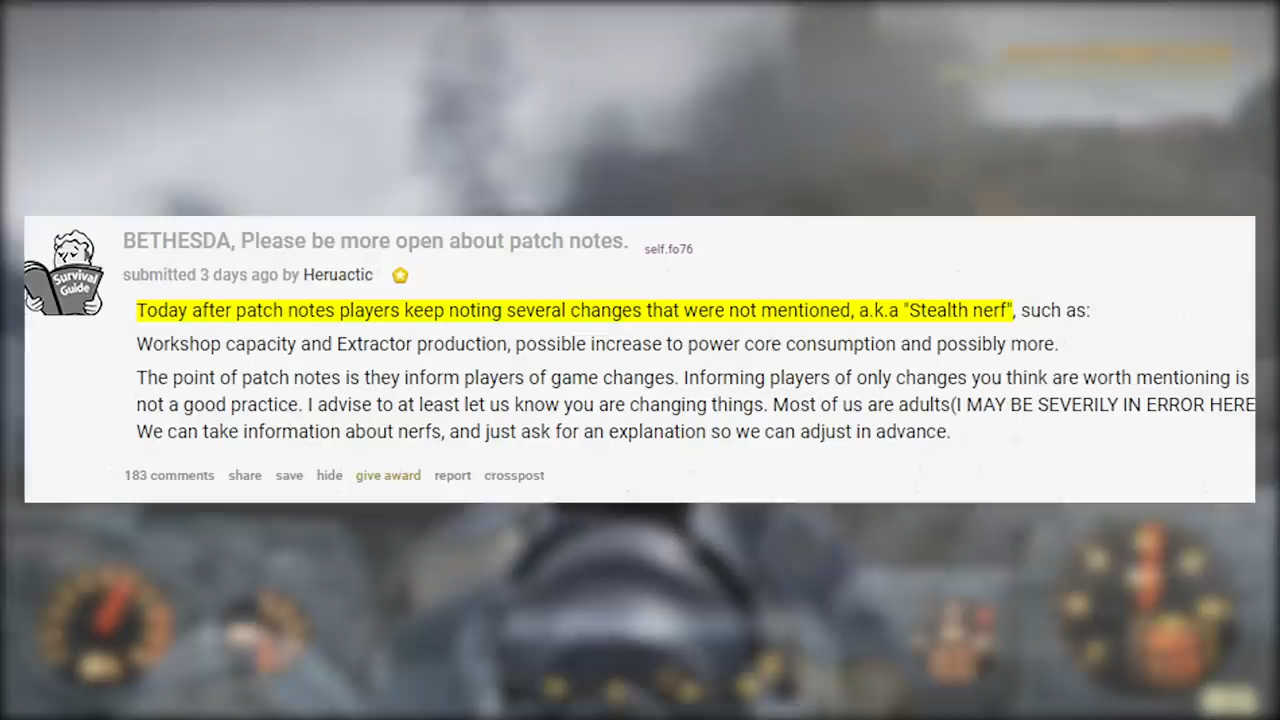 BETHESDA, Please be more open about patch notes. self.fo76
submitted 3 days ago by Heruactic
Survival
Guide
Today after patch notes players keep noting several changes that were not mentioned, a.k.a "Stealth nerf", such as:
Workshop capacity and Extractor production, possible increase to power core consumption and possibly more.
The point of patch notes is they inform players of game changes. Informing players of only changes you think are worth mentioning is
not a good practice. I advise to at least let us know you are changing things. Most of us are adults(I MAY BE SEVERILY IN ERROR HERE
We can take information about nerfs, and just ask for an explanation so we can adjust in advance.
183 comments share save hide give award report crosspost